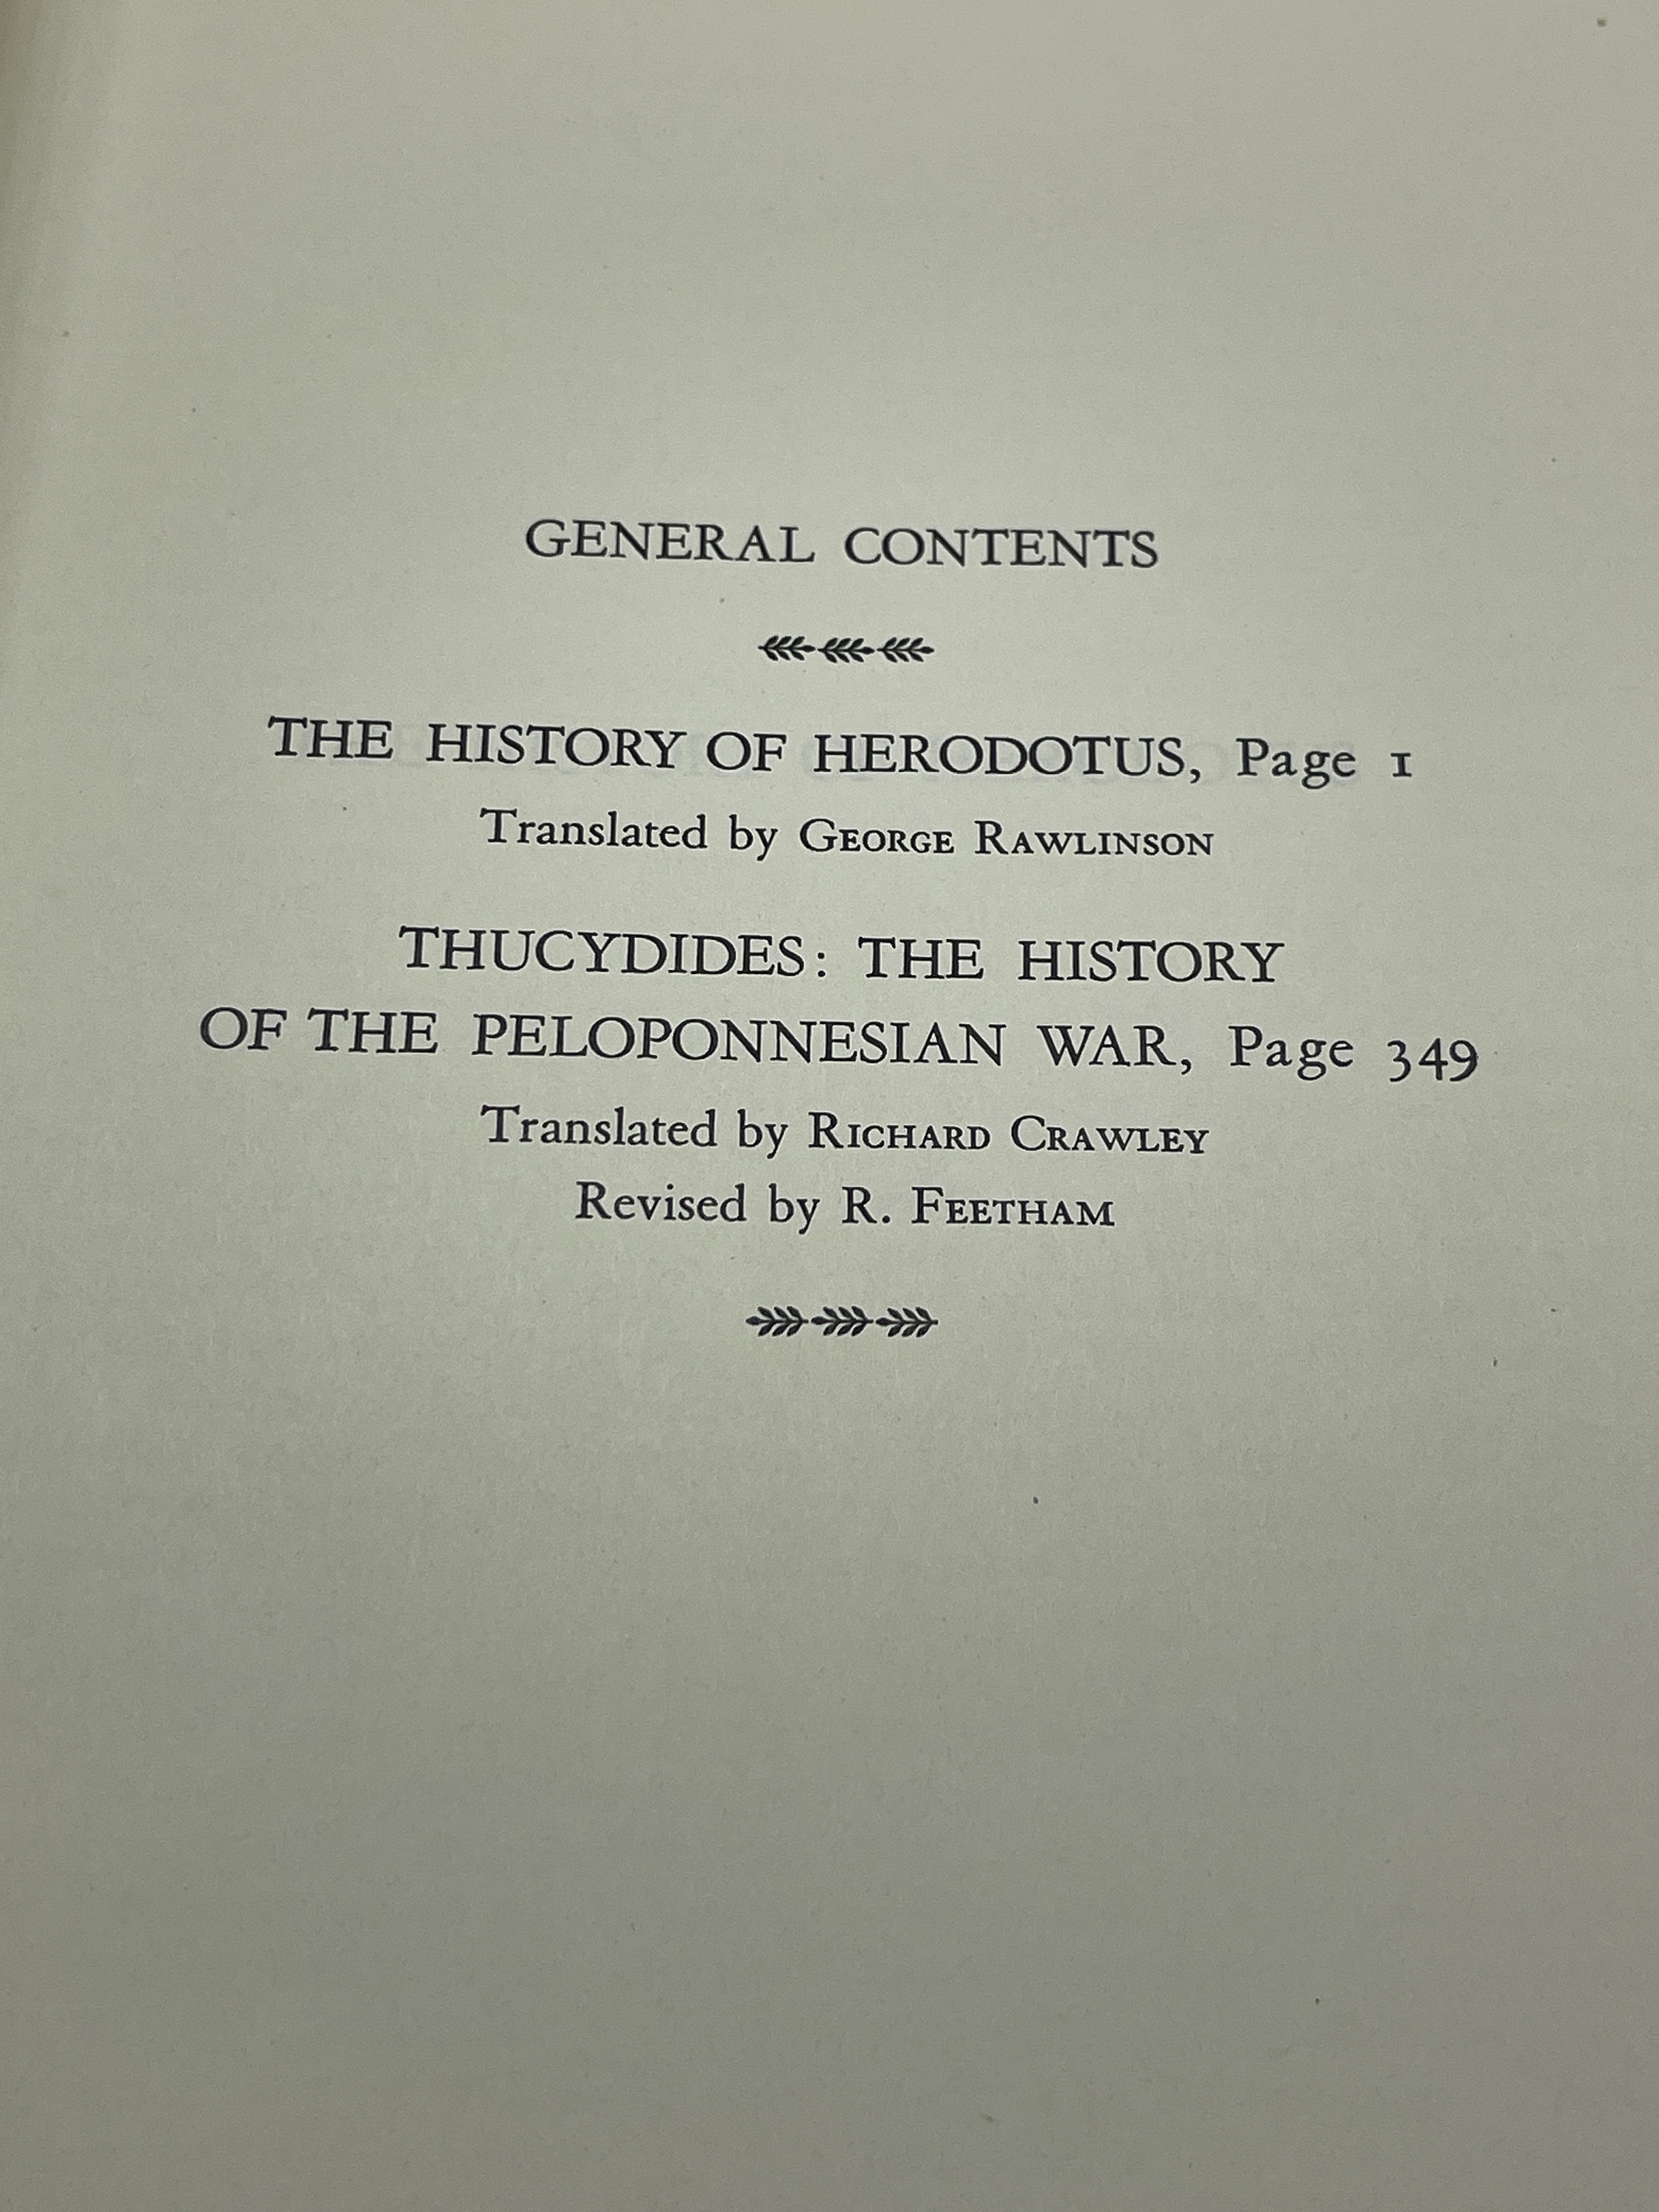 GENERAL CONTENTS
THE HISTORY OF HERODOTUS, Page 1
Translated by GEORGE RAWLINSON
THUCYDIDES: THE HISTORY
OF THE PELOPONNESIAN WAR, Page 349
Translated by RICHARD CRAWLEY
Revised by R. FEETHAM